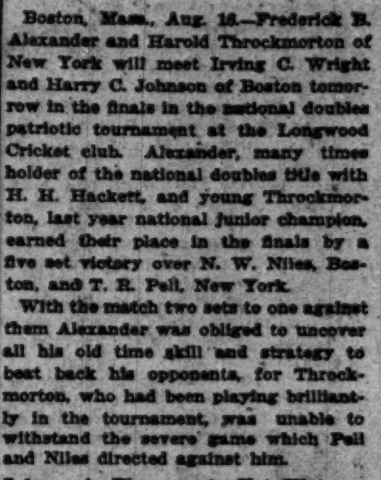 Boston, Mass., Aug. 16.—Frederick B.
Alexander and Harold Throckmorton of
New York will meet Irving C. Wright
and Harry C. Johnson of Boston tomor-
row in the finals in the national doubles
patriotic tournament at the Longwood
Cricket club. Alexander, many times
holder of the national doubles title with
H. H. Hackett, and young Throckmor-
ton, last year national junior champion,
earned their place in the finals by a
five set victory over N. W. Niles, Bos-
ton, and T. R. Pell, New York.
With the match two sets to one against
them Alexander was obliged to uncover
all his old time skill and strategy to
beat back his opponents, for Throck-
morton, who had been playing brilliant-
ly in the tournament, was unable to
withstand the severe game which Pell
and Niles directed against him.